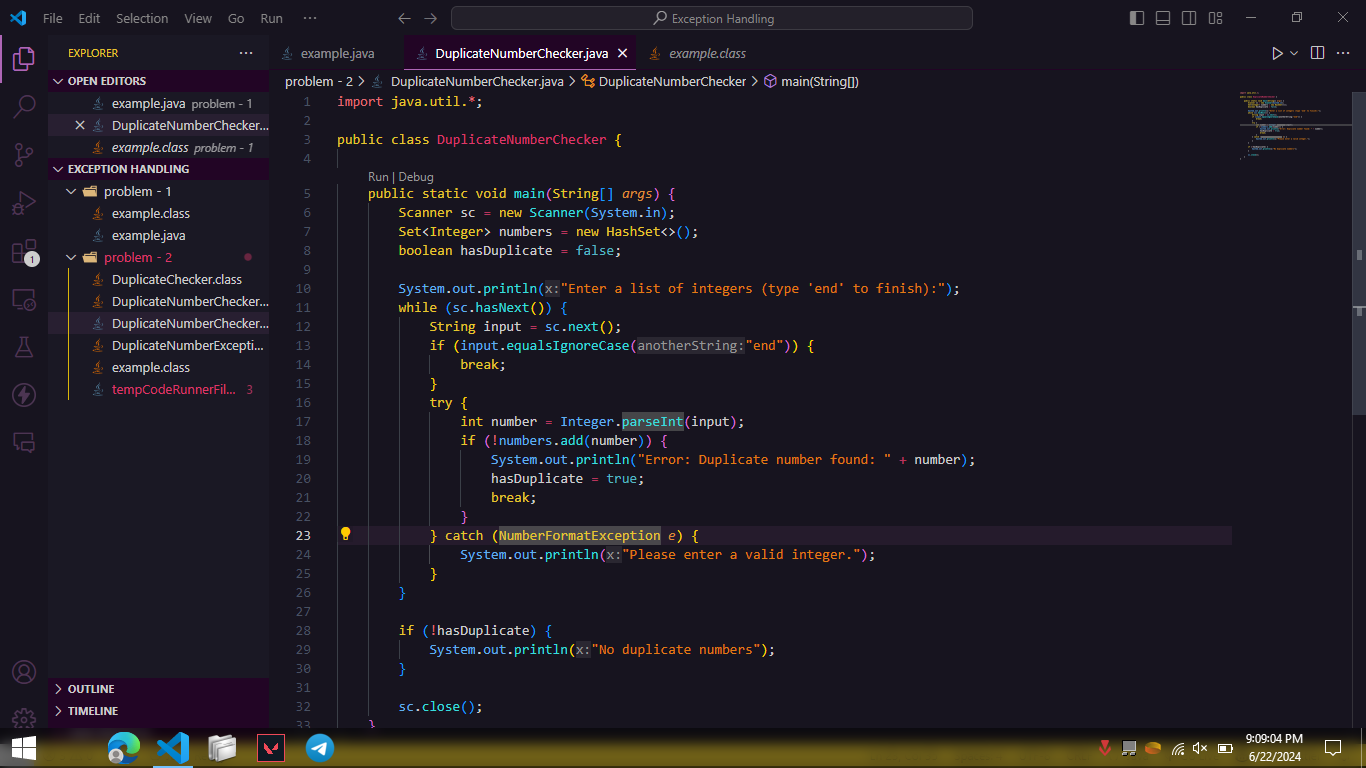 File Edit Selection View Go Run ··· Exception Handling
EXPLORER ···
OPEN EDITORS
example.java problem - 1
DuplicateNumberChecker...
example.class problem - 1
EXCEPTION HANDLING
problem - 1
example.class
example.java
problem - 2
DuplicateChecker.class
DuplicateNumberChecker...
DuplicateNumberChecker...
DuplicateNumberExcepti...
example.class
tempCodeRunnerFil... 3
OUTLINE
TIMELINE
1
example.java DuplicateNumberChecker.java example.class ···
problem - 2 > DuplicateNumberChecker.java > DuplicateNumberChecker > main(String[])
1 import java.util.*;
2
3 public class DuplicateNumberChecker {
4
Run | Debug
5 public static void main(String[] args) {
6 Scanner sc = new Scanner(System.in);
7 Set<Integer> numbers = new HashSet<>();
8 boolean hasDuplicate = false;
9
10 System.out.println(x:"Enter a list of integers (type 'end' to finish):");
11 while (sc.hasNext()) {
12 String input = sc.next();
13 if (input.equalsIgnoreCase(anotherString:"end")) {
14 break;
15 }
16 try {
17 int number = Integer.parseInt(input);
18 if (!numbers.add(number)) {
19 System.out.println("Error: Duplicate number found: " + number);
20 hasDuplicate = true;
21 break;
22 }
23 } catch (NumberFormatException e) {
24 System.out.println(x:"Please enter a valid integer.");
25 }
26 }
27
28 if (!hasDuplicate) {
29 System.out.println(x:"No duplicate numbers");
30 }
31
32 sc.close();
33 }
9:09:04 PM
6/22/2024